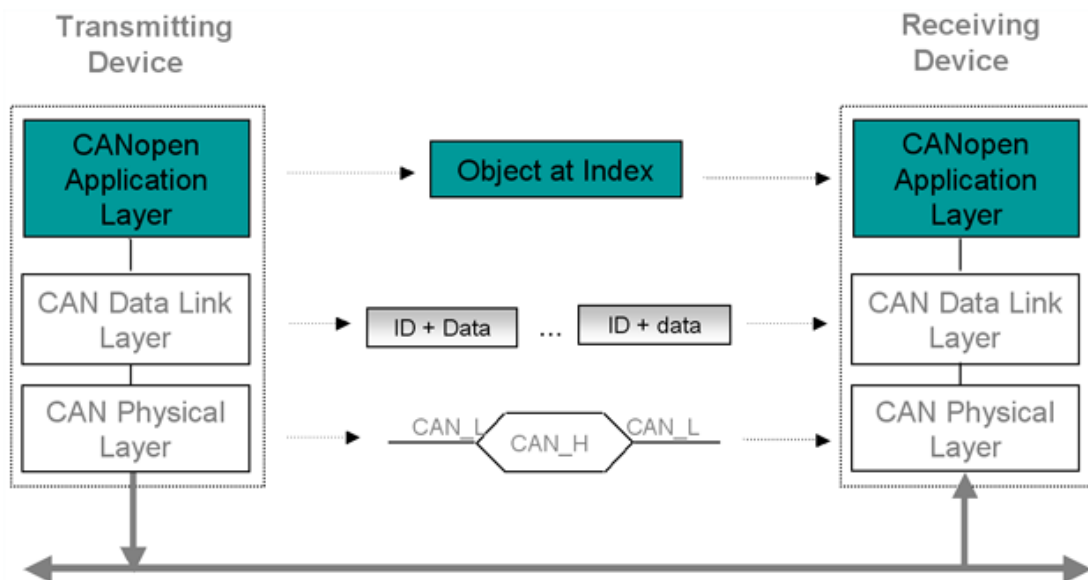 Transmitting
Device
Receiving
Device
CANopen
Application
Layer
Object at Index
CANopen
Application
Layer
CAN Data Link
Layer
ID + Data
...
ID + data
CAN Data Link
Layer
CAN Physical
Layer
CAN_L
CAN_H
CAN_L
CAN Physical
Layer